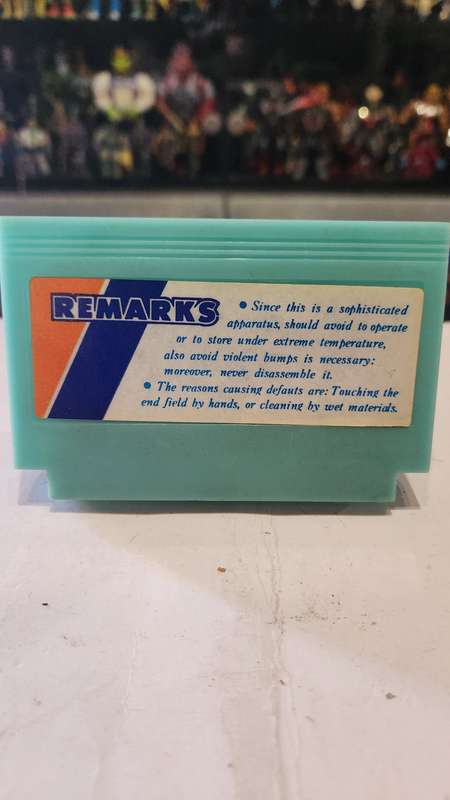 REMARKS
• Since this is a sophisticated
apparatus, should avoid to operate
or to store under extreme temperature,
also avoid violent bumps is necessary:
moreover, never disassemble it.
• The reasons causing defauts are: Touching the
end field by hands, or cleaning by wet materials.